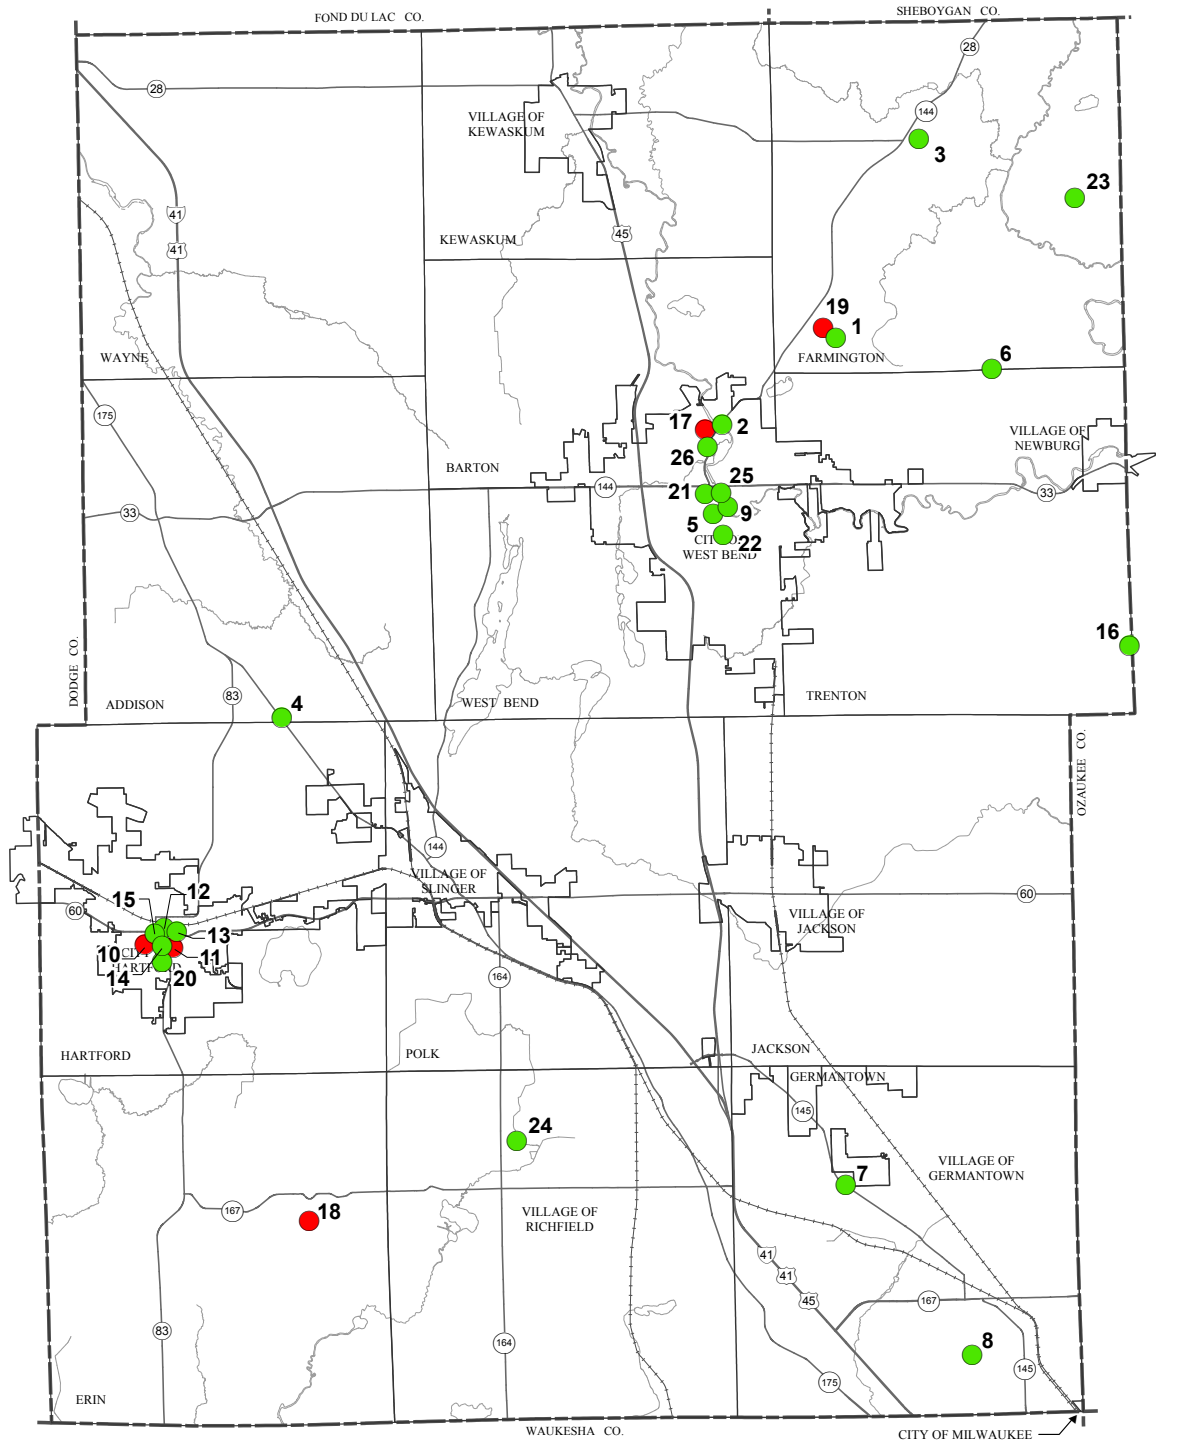 FOND DU LAC CO.
SHEBOYGAN CO.
28
28
144
VILLAGE OF
KEWASKUM
3
23
41
45
KEWASKUM
41
19
1
WAYNE
FARMINGTON
6
175
17
2
VILLAGE OF
NEWBURG
26
BARTON
144
21
25
33
33
5
9
22
WEST BEND
16
DODGE CO.
83
ADDISON
4
WEST BEND
TRENTON
OZAUKEE CO.
144
VILLAGE OF
SLINGER
15
12
60
60
VILLAGE OF
JACKSON
13
10
CITY
11
14
20
164
HARTFORD
POLK
JACKSON
GERMANTOWN
145
24
VILLAGE OF
GERMANTOWN
7
167
18
VILLAGE OF
RICHFIELD
41
41
45
167
83
164
8
145
175
ERIN
WAUKESHA CO.
CITY OF MILWAUKEE